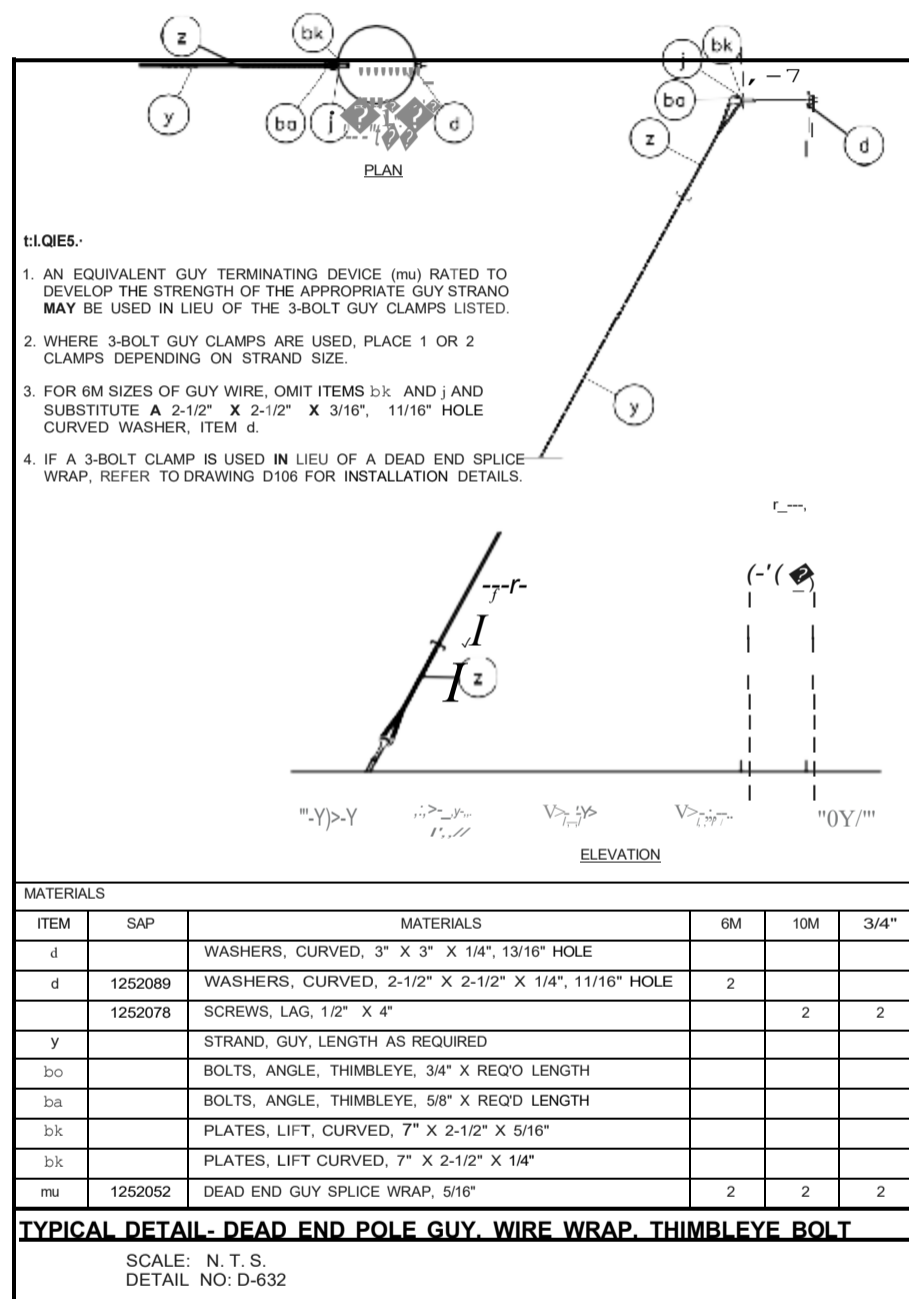 z
bk
y
ba
j
d
PLAN
bk
j
ba
z
d
y
1. AN EQUIVALENT GUY TERMINATING DEVICE (mu) RATED TO
DEVELOP THE STRENGTH OF THE APPROPRIATE GUY STRANO
MAY BE USED IN LIEU OF THE 3-BOLT GUY CLAMPS LISTED.
2. WHERE 3-BOLT GUY CLAMPS ARE USED, PLACE 1 OR 2
CLAMPS DEPENDING ON STRAND SIZE.
3. FOR 6M SIZES OF GUY WIRE, OMIT ITEMS bk AND j AND
SUBSTITUTE A 2-1/2" X 2-1/2" X 3/16", 11/16" HOLE
CURVED WASHER, ITEM d.
4. IF A 3-BOLT CLAMP IS USED IN LIEU OF A DEAD END SPLICE
WRAP, REFER TO DRAWING D106 FOR INSTALLATION DETAILS.
z
ELEVATION
MATERIALS
ITEM SAP MATERIALS 6M 10M 3/4"
d WASHERS, CURVED, 3" X 3" X 1/4", 13/16" HOLE
d 1252089 WASHERS, CURVED, 2-1/2" X 2-1/2" X 1/4", 11/16" HOLE 2
1252078 SCREWS, LAG, 1/2" X 4" 2 2
y STRAND, GUY, LENGTH AS REQUIRED
bo BOLTS, ANGLE, THIMBLEYE, 3/4" X REQ'O LENGTH
ba BOLTS, ANGLE, THIMBLEYE, 5/8" X REQ'D LENGTH
bk PLATES, LIFT, CURVED, 7" X 2-1/2" X 5/16"
bk PLATES, LIFT CURVED, 7" X 2-1/2" X 1/4"
mu 1252052 DEAD END GUY SPLICE WRAP, 5/16" 2 2 2
TYPICAL DETAIL- DEAD END POLE GUY. WIRE WRAP. THIMBLEYE BOLT
SCALE: N. T. S.
DETAIL NO: D-632